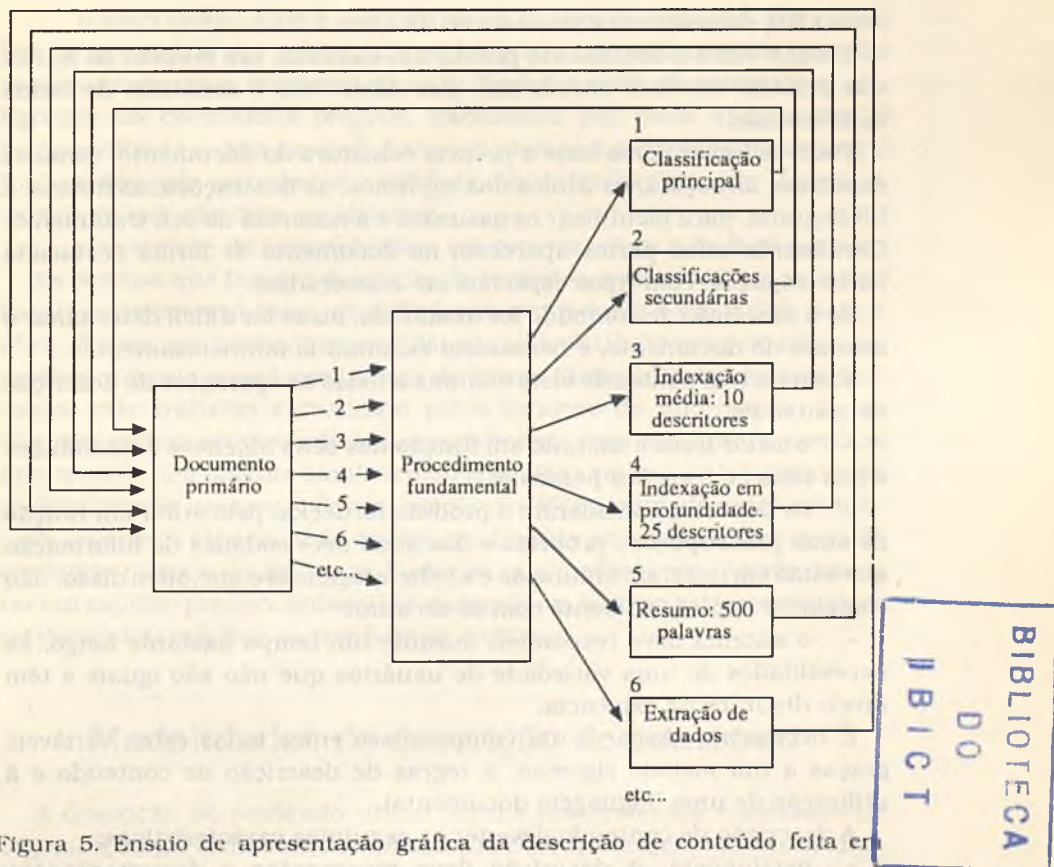 1
Classificação
principal
2
Classificações
secundárias
3
Indexação
média: 10
descritores
4
Indexação em
profundidade:
25 descritores
5
Resumo: 500
palavras
6
Extração de
dados
etc...
Documento
primário
1
2
3
4
5
6
etc...
Procedimento
fundamental
Figura 5. Ensaio de apresentação gráfica da descrição de conteúdo feita em
BIBLIOTECA
DO
IBICT